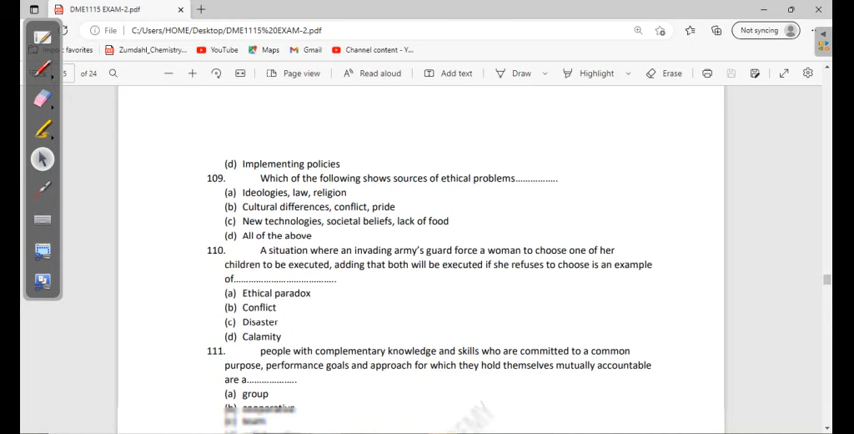 DME1115 EXAM-2.pdf
File C:/Users/HOME/Desktop/DME1115%20EXAM-2.pdf Not syncing
favorites Zumdahl_Chemistry... YouTube Maps Gmail Channel content - Y...
5 of 24 Page view Read aloud Add text Draw Highlight Erase
(d) Implementing policies
109. Which of the following shows sources of ethical problems……………..
(a) Ideologies, law, religion
(b) Cultural differences, conflict, pride
(c) New technologies, societal beliefs, lack of food
(d) All of the above
110. A situation where an invading army's guard force a woman to choose one of her
children to be executed, adding that both will be executed if she refuses to choose is an example
of…………………………………..
(a) Ethical paradox
(b) Conflict
(c) Disaster
(d) Calamity
111. people with complementary knowledge and skills who are committed to a common
purpose, performance goals and approach for which they hold themselves mutually accountable
are a………………..
(a) group
(b) cooperative
(c) team